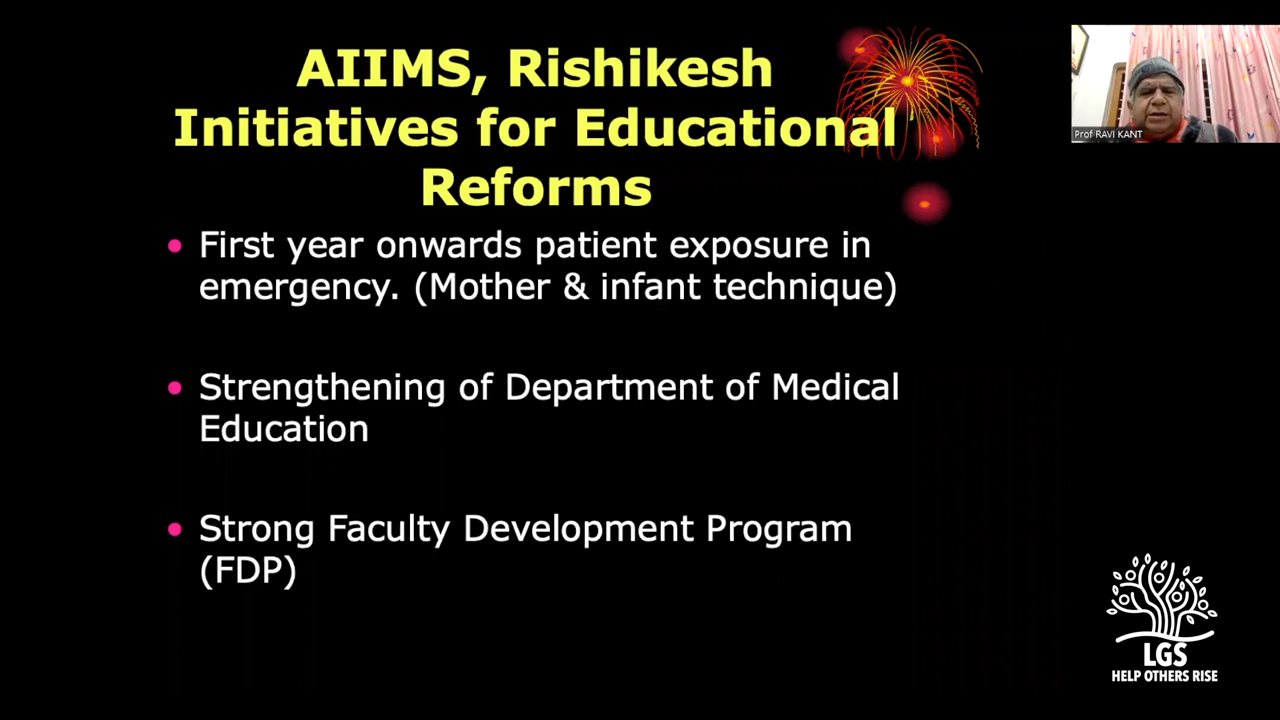 AIIMS, Rishikesh
Initiatives for Educational
Reforms
• First year onwards patient exposure in
emergency. (Mother & infant technique)
• Strengthening of Department of Medical
Education
• Strong Faculty Development Program
(FDP)
Prof RAVI KANT
LGS
HELP OTHERS RISE